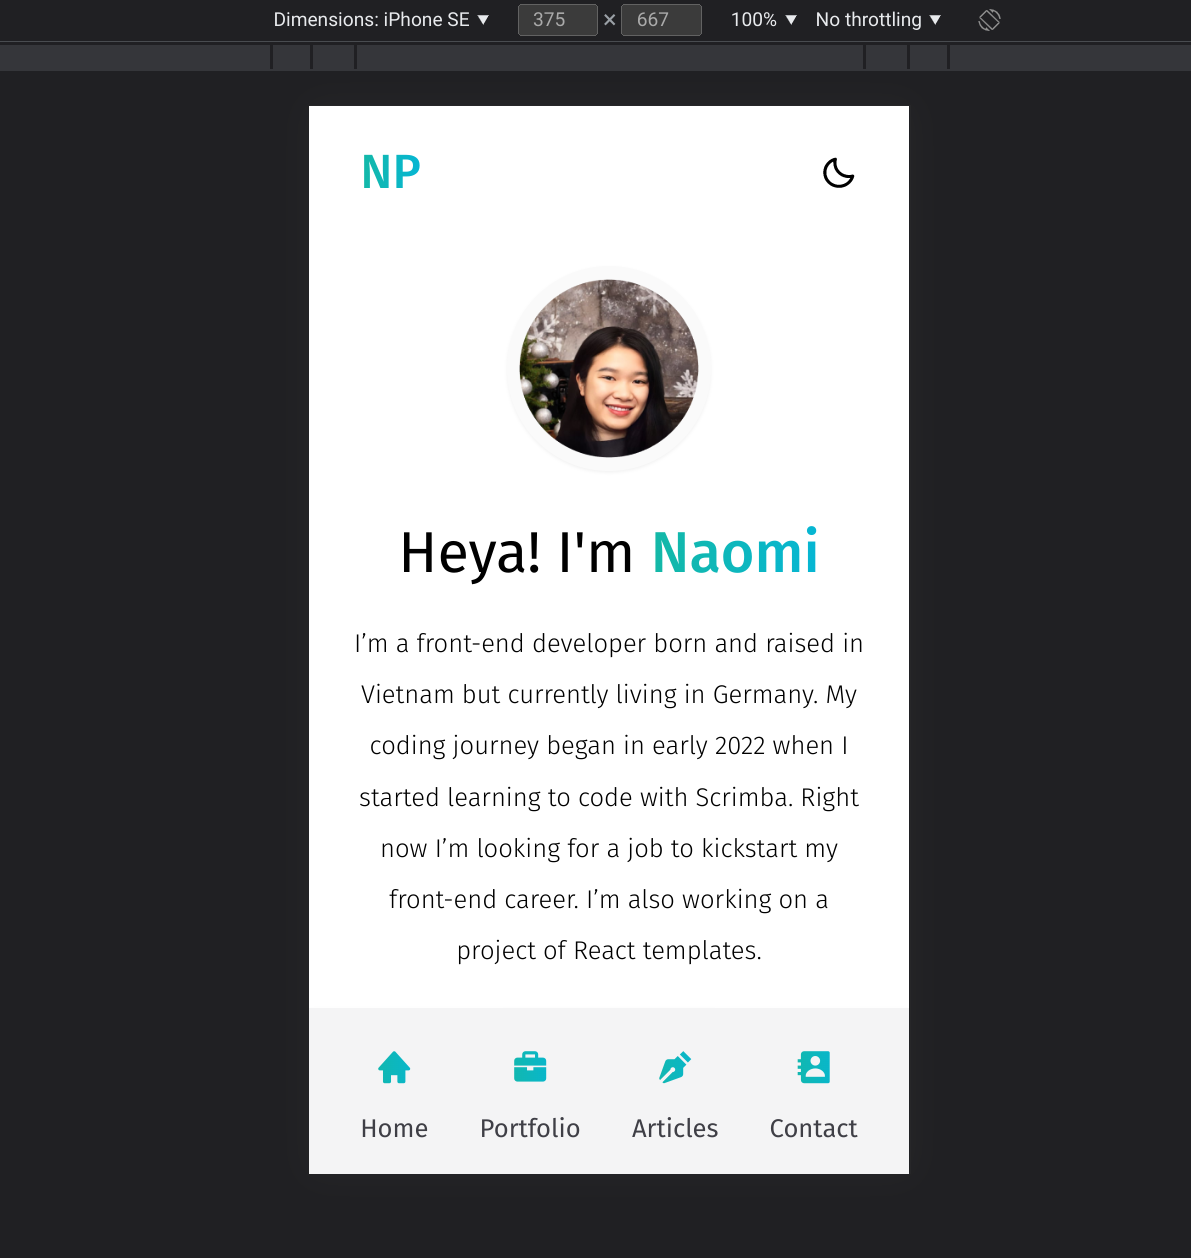 Dimensions: iPhone SE ▼ 375 × 667 100% ▼ No throttling ▼
NP
Heya! I'm Naomi
I’m a front-end developer born and raised in
Vietnam but currently living in Germany. My
coding journey began in early 2022 when I
started learning to code with Scrimba. Right
now I’m looking for a job to kickstart my
front-end career. I’m also working on a
project of React templates.
Home Portfolio Articles Contact